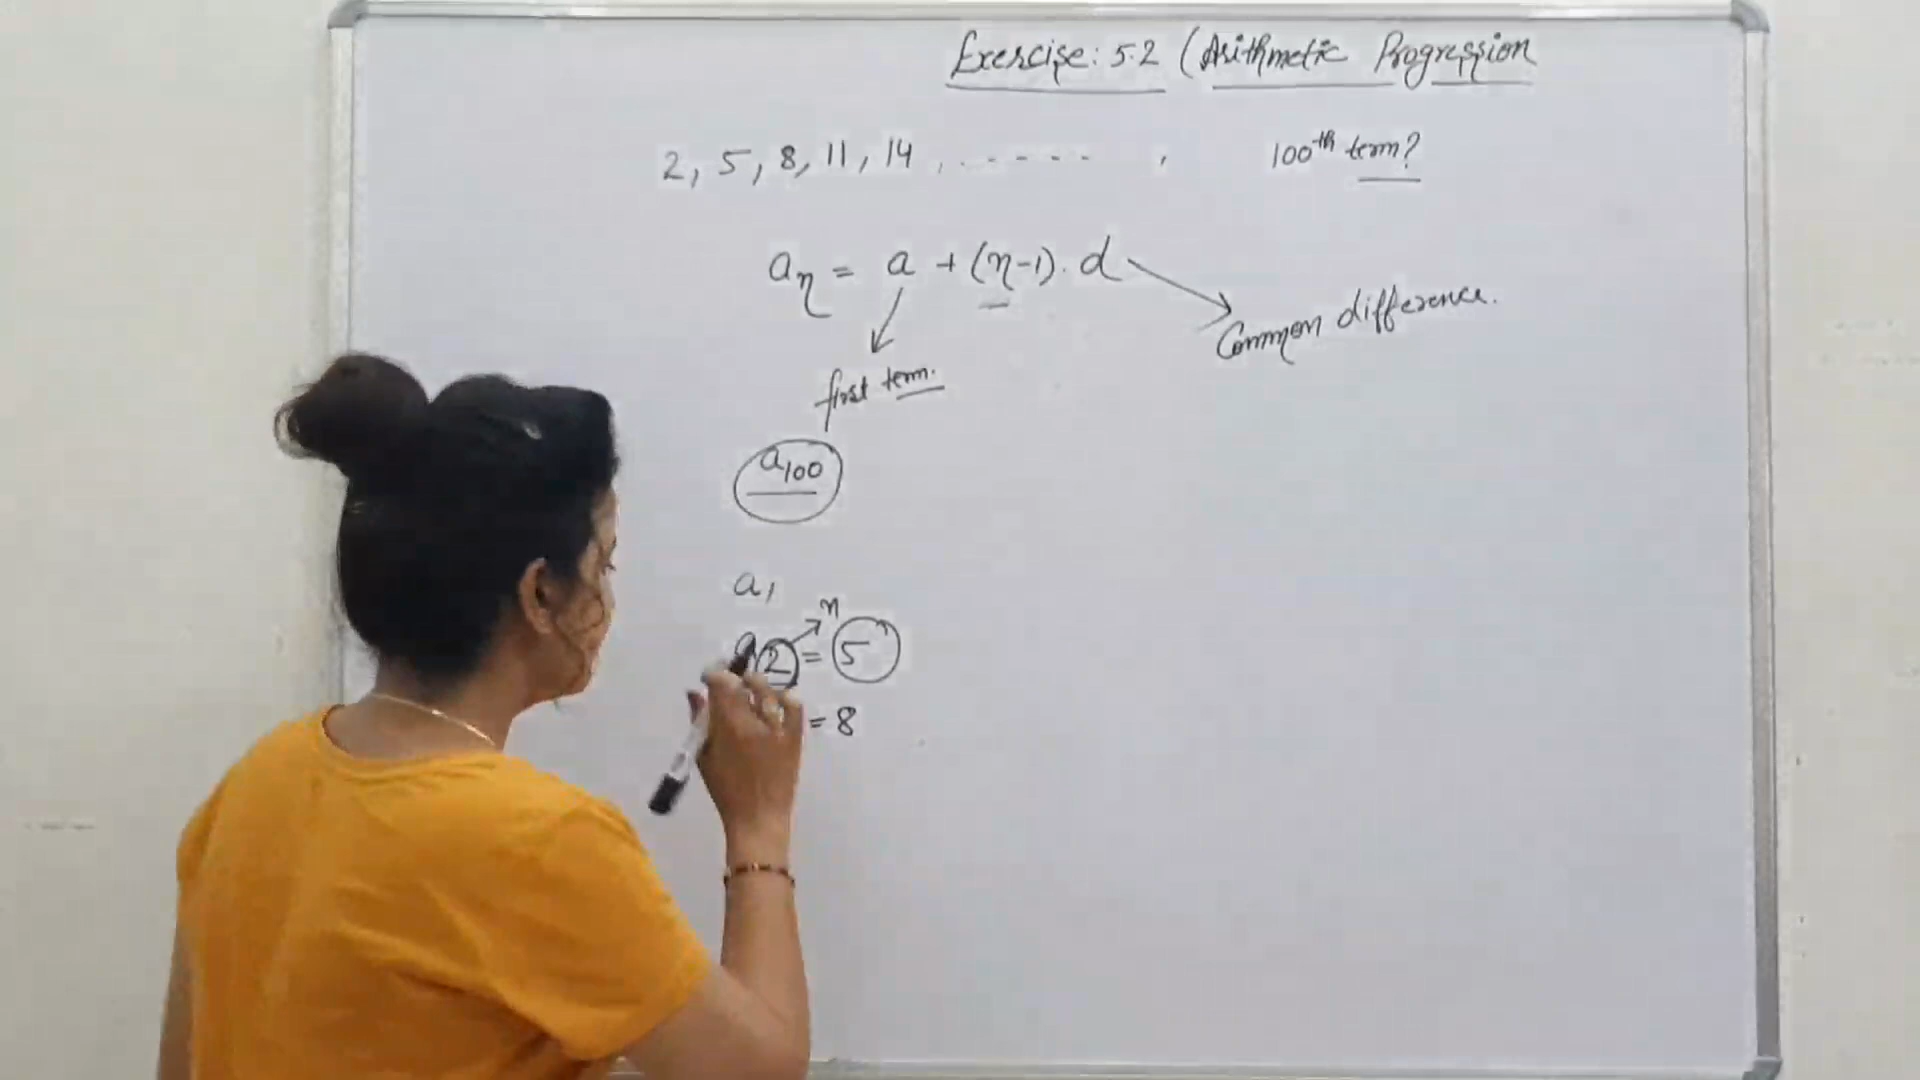 Exercise: 5.2 (Arithmetic Progression
2, 5, 8, 11, 14, ------ , 100th term?
an = a + (n-1). d
Common difference.
first term.
a100
a1
n
a2 = 5
= 8